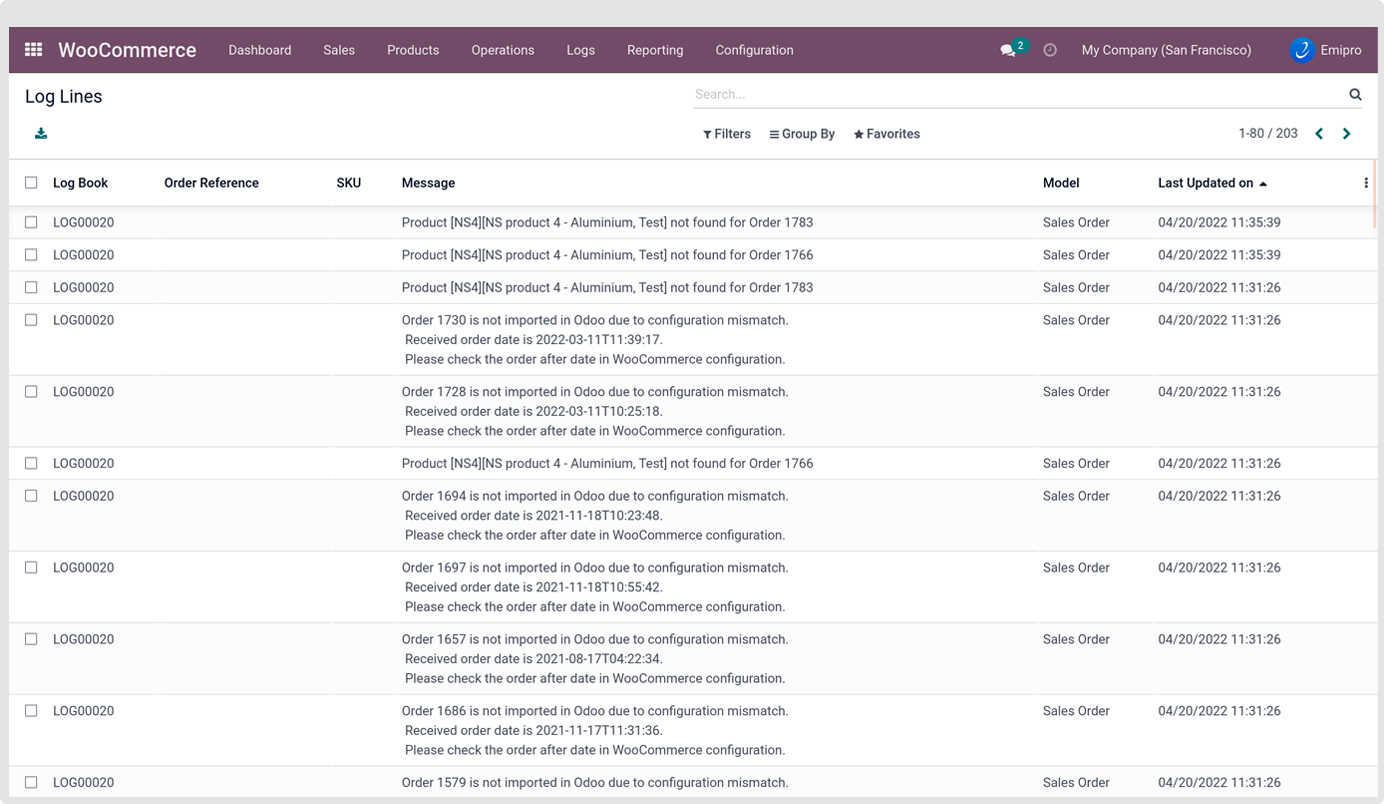 WooCommerce Dashboard Sales Products Operations Logs Reporting Configuration 2 My Company (San Francisco) Emipro
Log Lines Search...
Filters Group By Favorites 1-80 / 203
Log Book Order Reference SKU Message Model Last Updated on
LOG00020 Product [NS4][NS product 4 - Aluminium, Test] not found for Order 1783 Sales Order 04/20/2022 11:35:39
LOG00020 Product [NS4][NS product 4 - Aluminium, Test] not found for Order 1766 Sales Order 04/20/2022 11:35:39
LOG00020 Product [NS4][NS product 4 - Aluminium, Test] not found for Order 1783 Sales Order 04/20/2022 11:31:26
LOG00020 Order 1730 is not imported in Odoo due to configuration mismatch. Sales Order 04/20/2022 11:31:26
Received order date is 2022-03-11T11:39:17.
Please check the order after date in WooCommerce configuration.
LOG00020 Order 1728 is not imported in Odoo due to configuration mismatch. Sales Order 04/20/2022 11:31:26
Received order date is 2022-03-11T10:25:18.
Please check the order after date in WooCommerce configuration.
LOG00020 Product [NS4][NS product 4 - Aluminium, Test] not found for Order 1766 Sales Order 04/20/2022 11:31:26
LOG00020 Order 1694 is not imported in Odoo due to configuration mismatch. Sales Order 04/20/2022 11:31:26
Received order date is 2021-11-18T10:23:48.
Please check the order after date in WooCommerce configuration.
LOG00020 Order 1697 is not imported in Odoo due to configuration mismatch. Sales Order 04/20/2022 11:31:26
Received order date is 2021-11-18T10:55:42.
Please check the order after date in WooCommerce configuration.
LOG00020 Order 1657 is not imported in Odoo due to configuration mismatch. Sales Order 04/20/2022 11:31:26
Received order date is 2021-08-17T04:22:34.
Please check the order after date in WooCommerce configuration.
LOG00020 Order 1686 is not imported in Odoo due to configuration mismatch. Sales Order 04/20/2022 11:31:26
Received order date is 2021-11-17T11:31:36.
Please check the order after date in WooCommerce configuration.
LOG00020 Order 1579 is not imported in Odoo due to configuration mismatch. Sales Order 04/20/2022 11:31:26